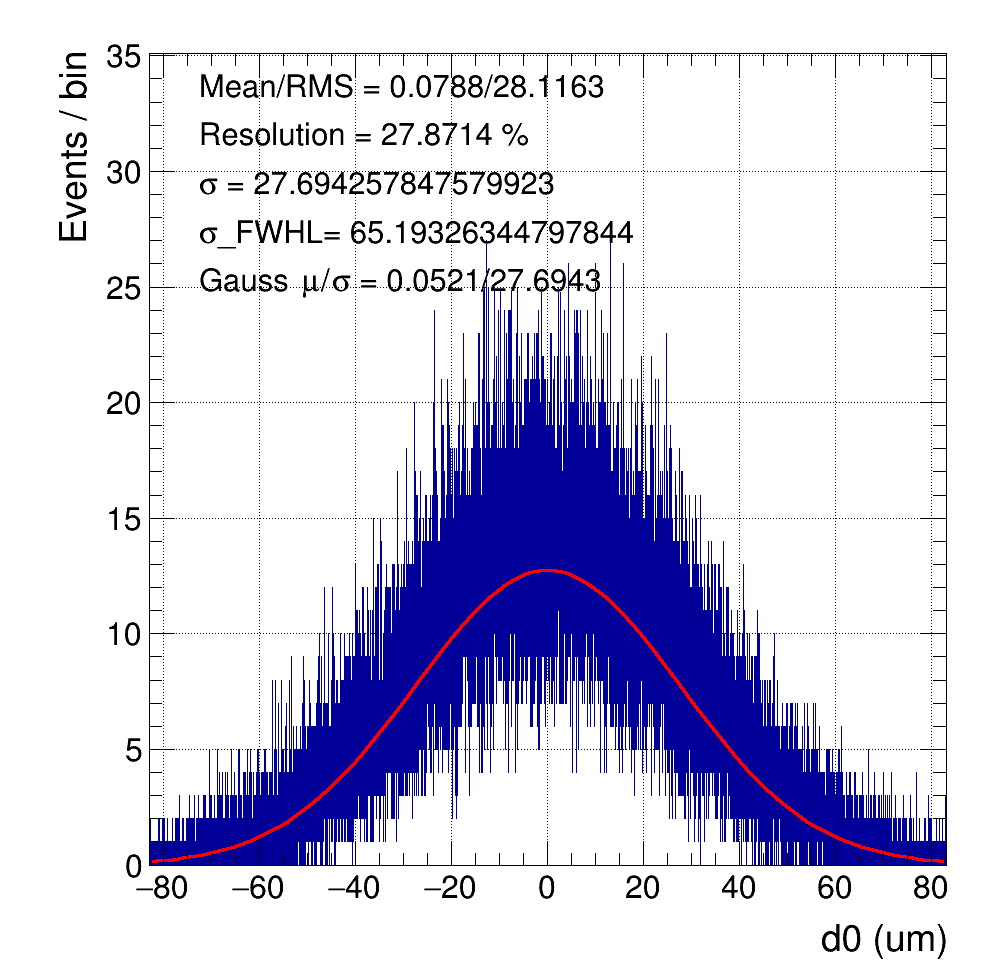 Events / bin
35
30
25
20
15
10
5
0
Mean/RMS = 0.0788/28.1163
Resolution = 27.8714 %
σ = 27.694257847579923
σ_FWHL= 65.19326344797844
Gauss μ/σ = 0.0521/27.6943
−80 −60 −40 −20 0 20 40 60 80
d0 (um)